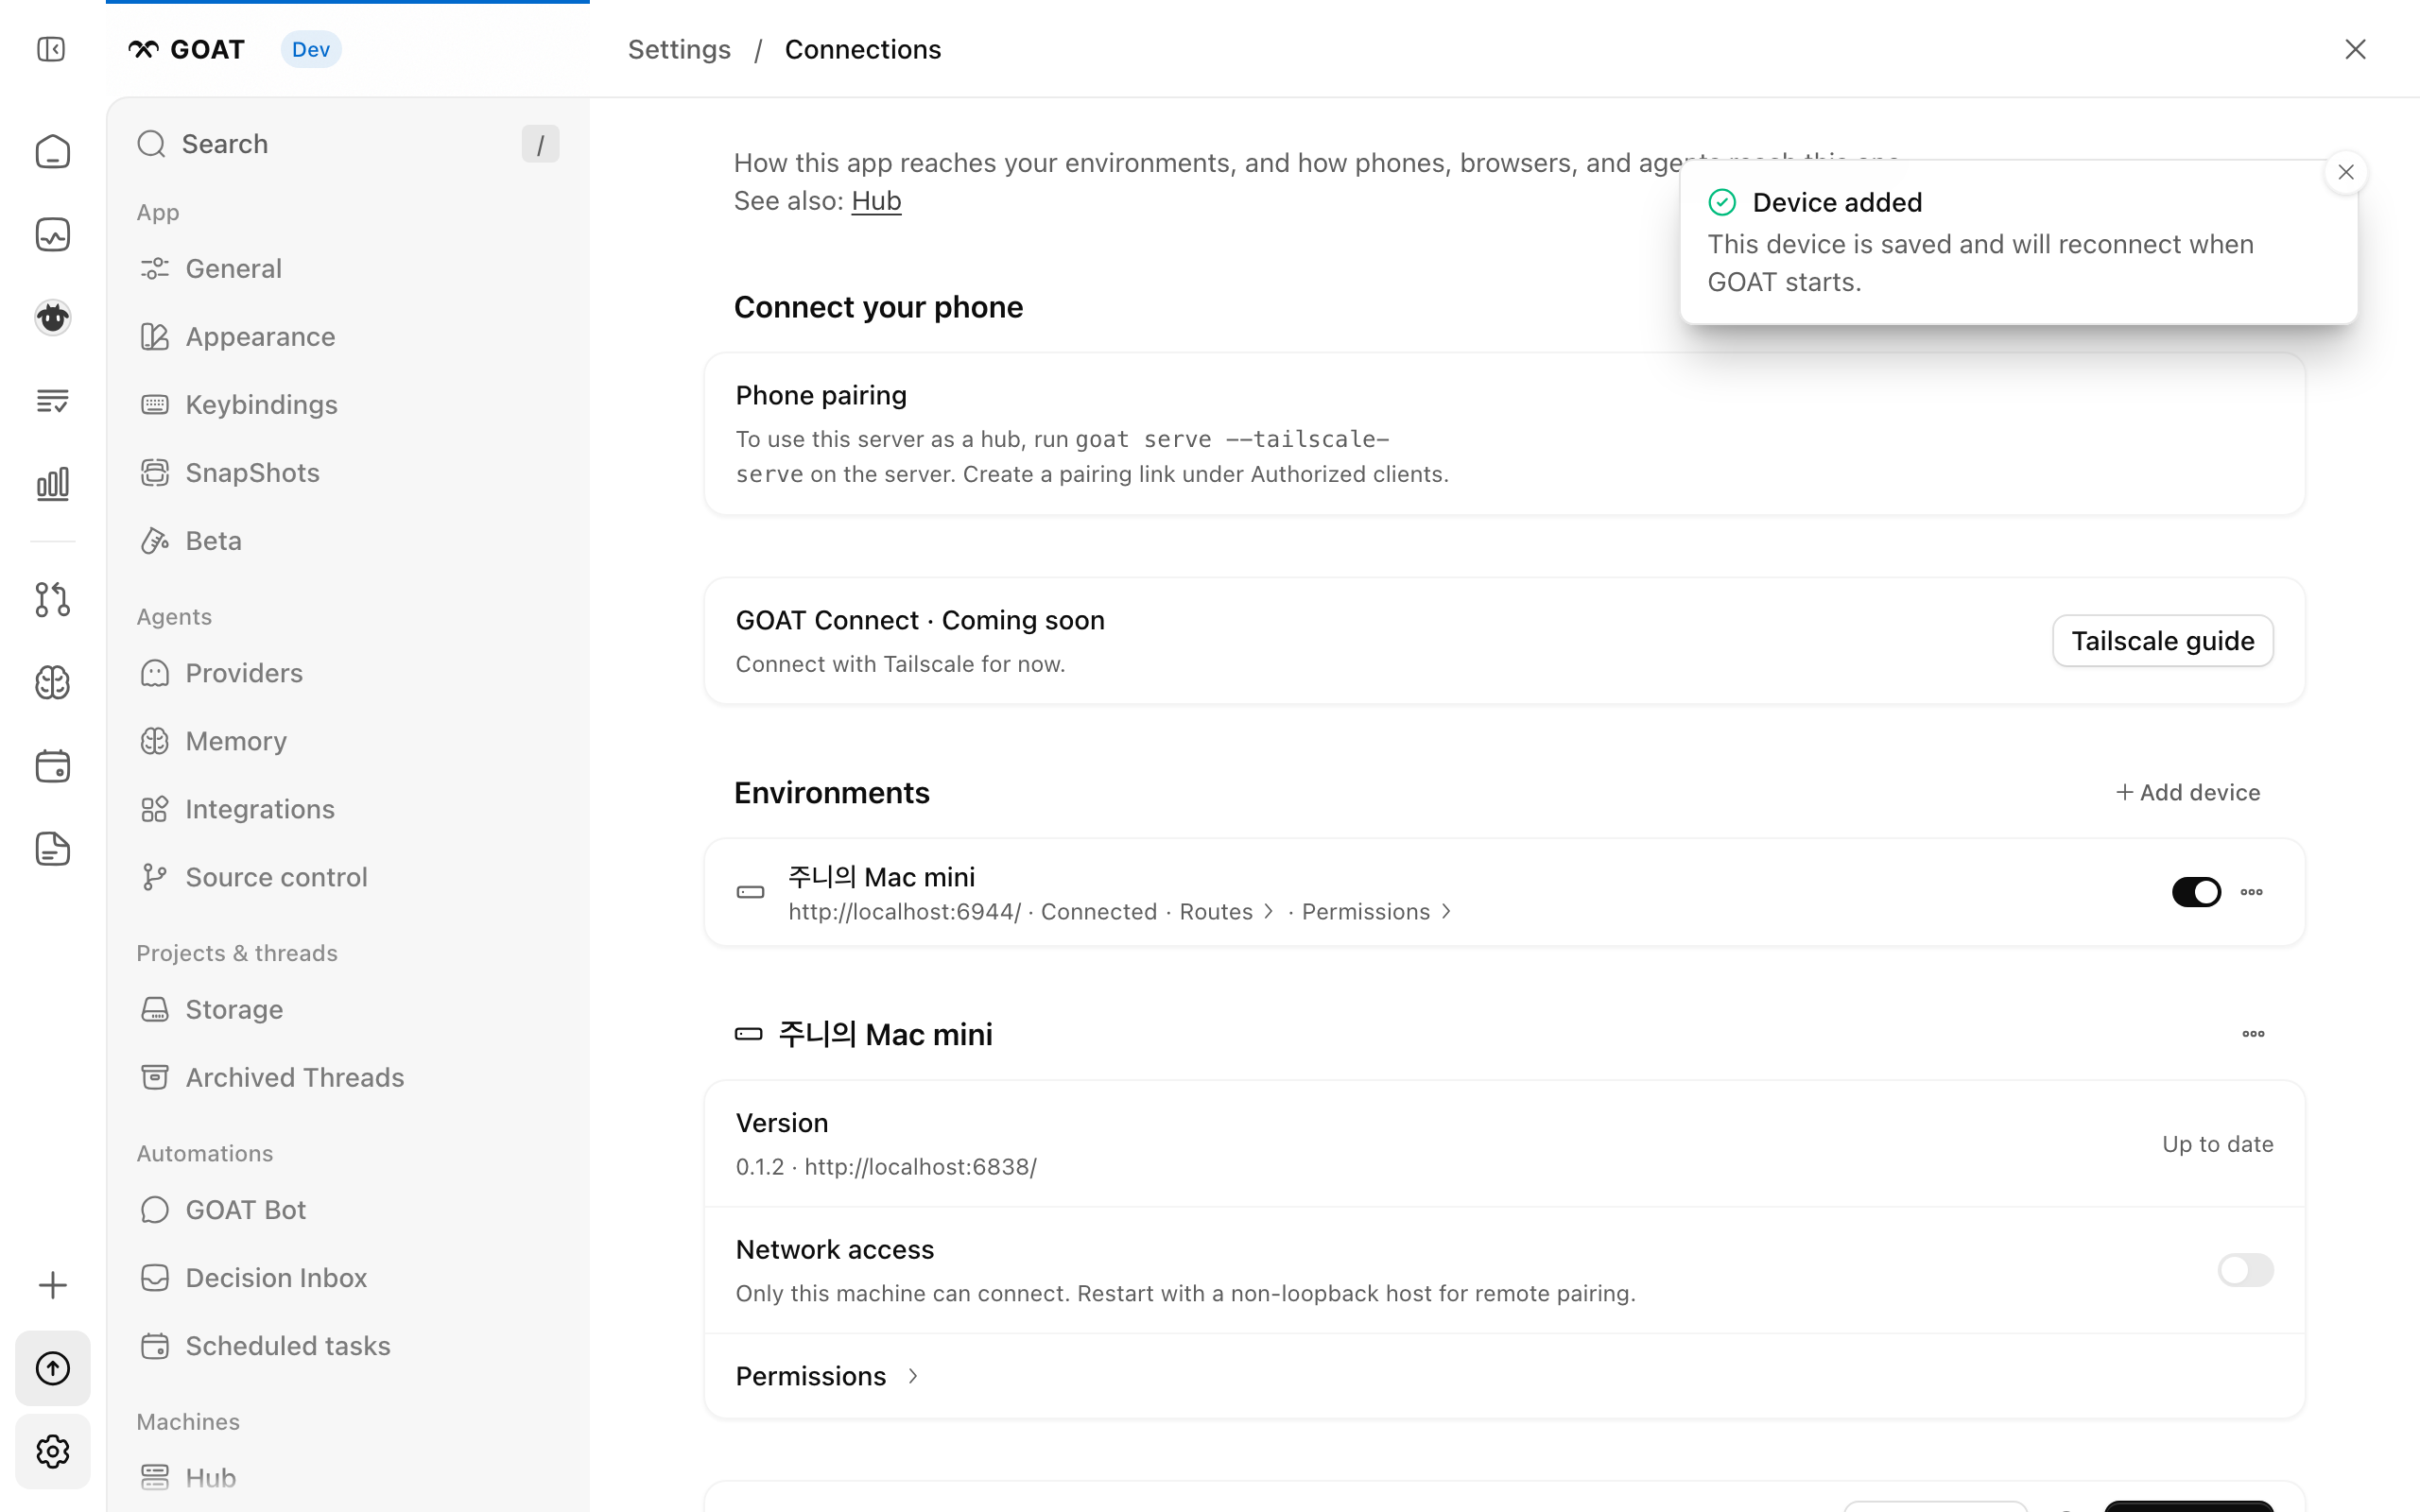 GOAT Dev
Settings / Connections
Search /
App
General
Appearance
Keybindings
SnapShots
Beta
Agents
Providers
Memory
Integrations
Source control
Projects & threads
Storage
Archived Threads
Automations
GOAT Bot
Decision Inbox
Scheduled tasks
Machines
Hub
How this app reaches your environments, and how phones, browsers, and agents reach this one.
See also: Hub
Device added
This device is saved and will reconnect when
GOAT starts.
Connect your phone
Phone pairing
To use this server as a hub, run goat serve --tailscale-
serve on the server. Create a pairing link under Authorized clients.
GOAT Connect · Coming soon
Connect with Tailscale for now.
Tailscale guide
Environments
+ Add device
주니의 Mac mini
http://localhost:6944/ · Connected · Routes > · Permissions >
주니의 Mac mini
Version
0.1.2 · http://localhost:6838/
Up to date
Network access
Only this machine can connect. Restart with a non-loopback host for remote pairing.
Permissions >